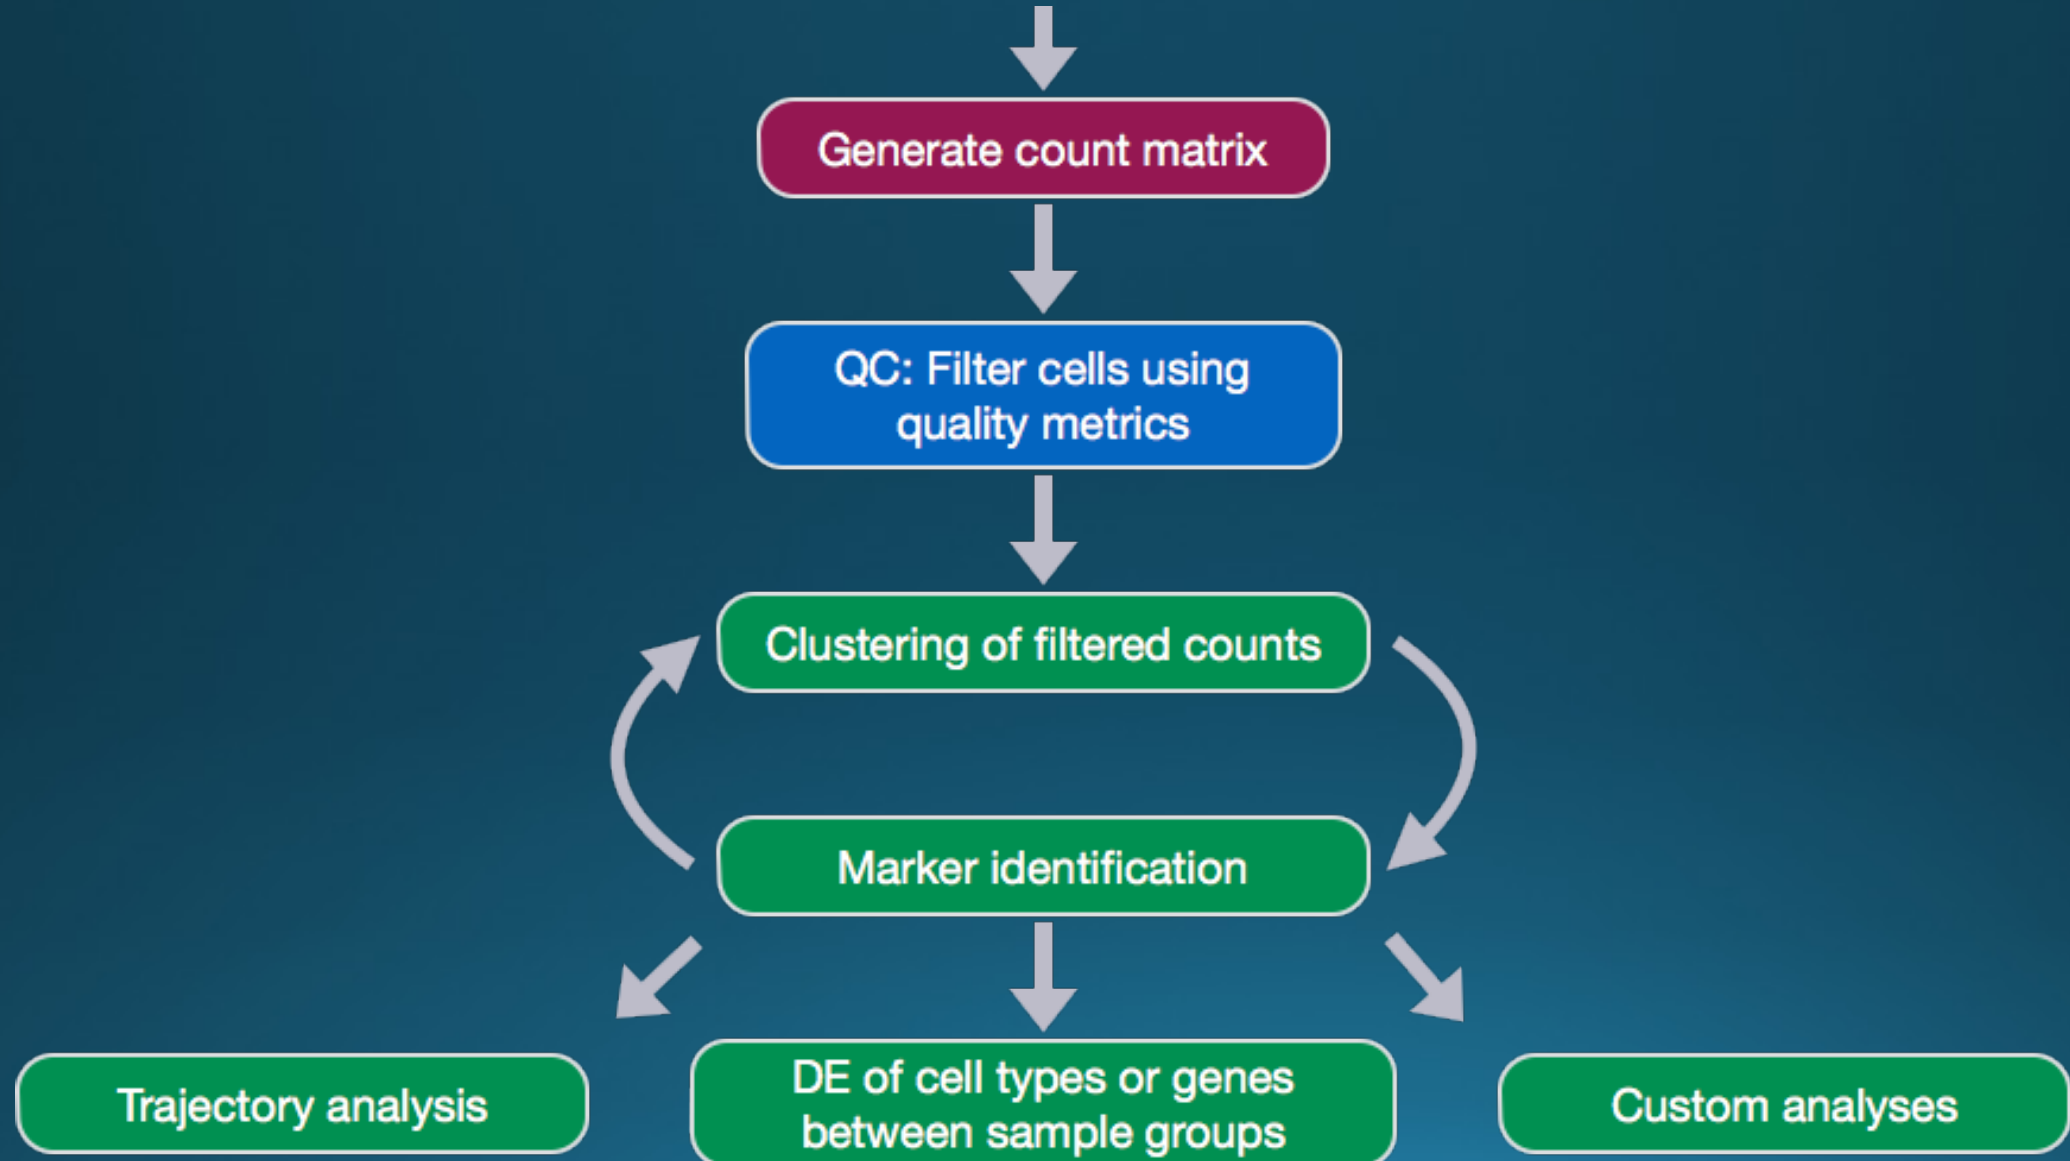 Generate count matrix
QC: Filter cells using
quality metrics
Clustering of filtered counts
Marker identification
Trajectory analysis
DE of cell types or genes
between sample groups
Custom analyses